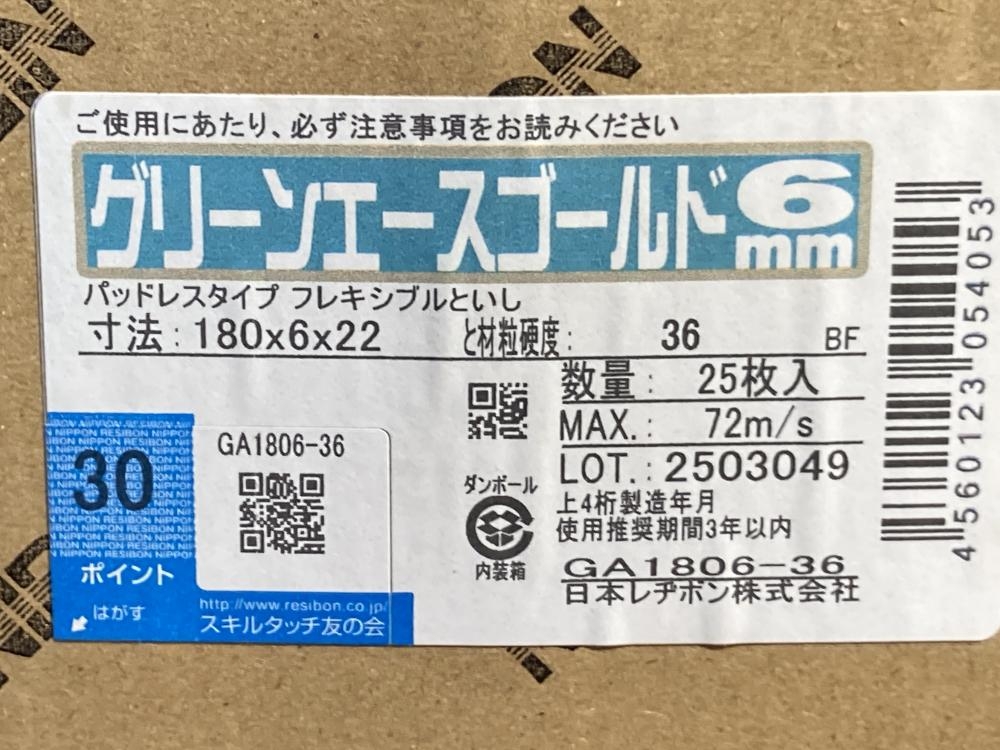 ご使用にあたり、必ず注意事項をお読みください
グリーンエースゴールド6mm
パッドレスタイプ フレキシブルといし
寸法：180x6x22 と材粒硬度： 36 BF
数量： 25枚入
MAX.： 72m/s
LOT.：2503049
上4桁製造年月
使用推奨期間3年以内
GA1806-36
日本レヂボン株式会社
ダンボール
内装箱
GA1806-36
30
ポイント
はがす
http://www.resibon.co.jp/
スキルタッチ友の会
NIPPON RESIBON
4560123054053